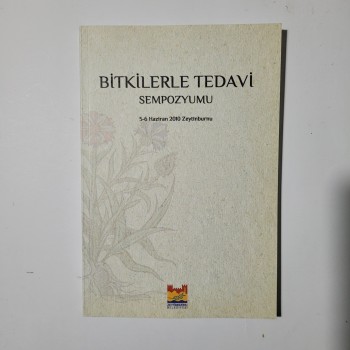 BİTKİLERLE TEDAVİ
SEMPOZYUMU
5-6 Haziran 2010 Zeytinburnu